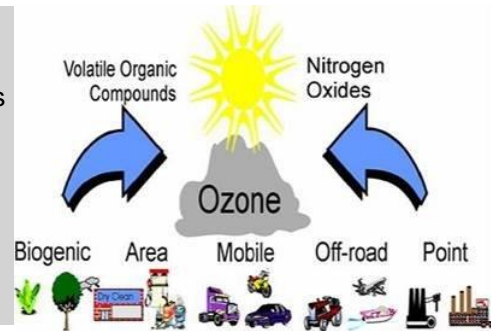 Volatile Organic
Compounds
Nitrogen
Oxides
s
Ozone
Biogenic Area Mobile Off-road Point
Dry Clean